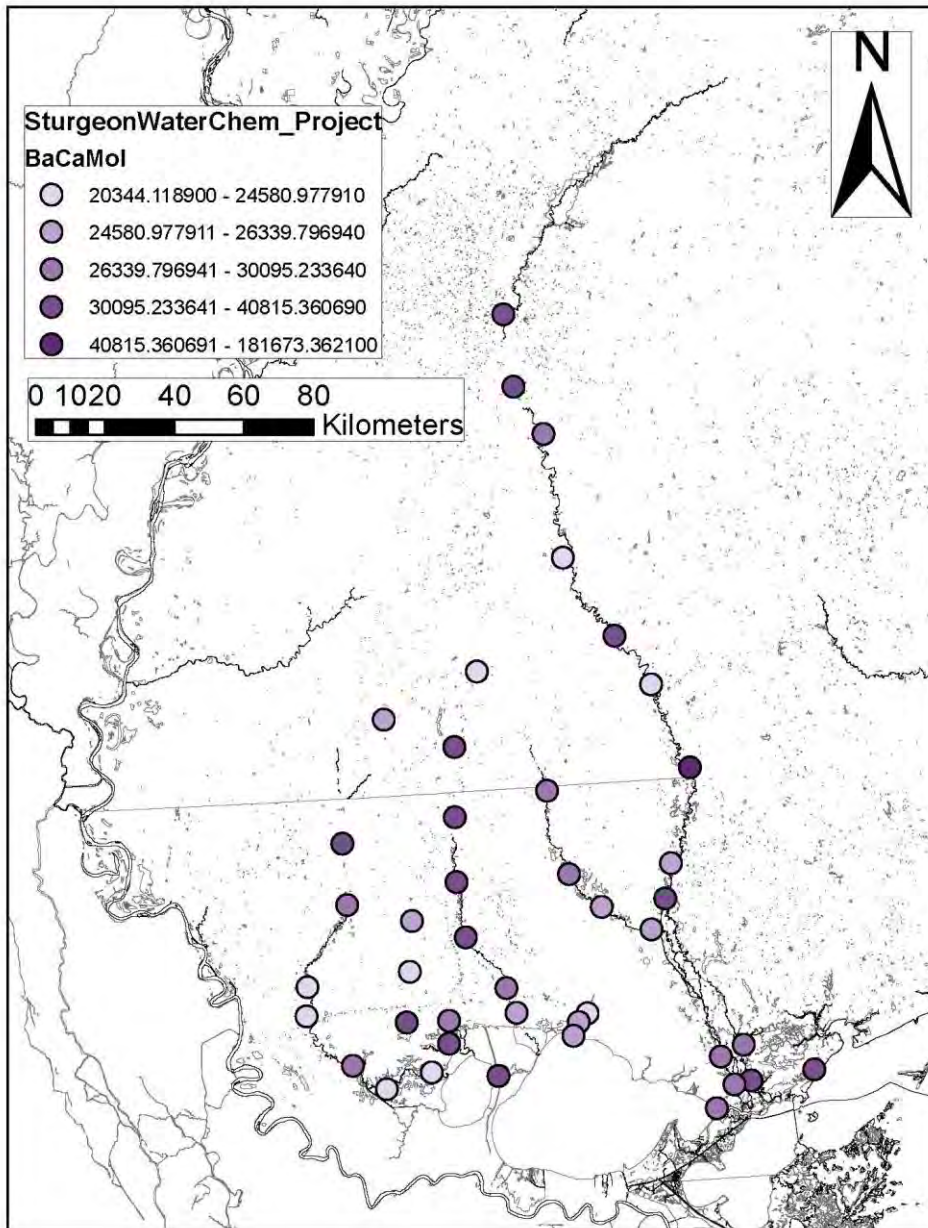 N
SturgeonWaterChem_Project
BaCaMol
20344.118900 - 24580.977910
24580.977911 - 26339.796940
26339.796941 - 30095.233640
30095.233641 - 40815.360690
40815.360691 - 181673.362100
0 1020 40 60 80
Kilometers